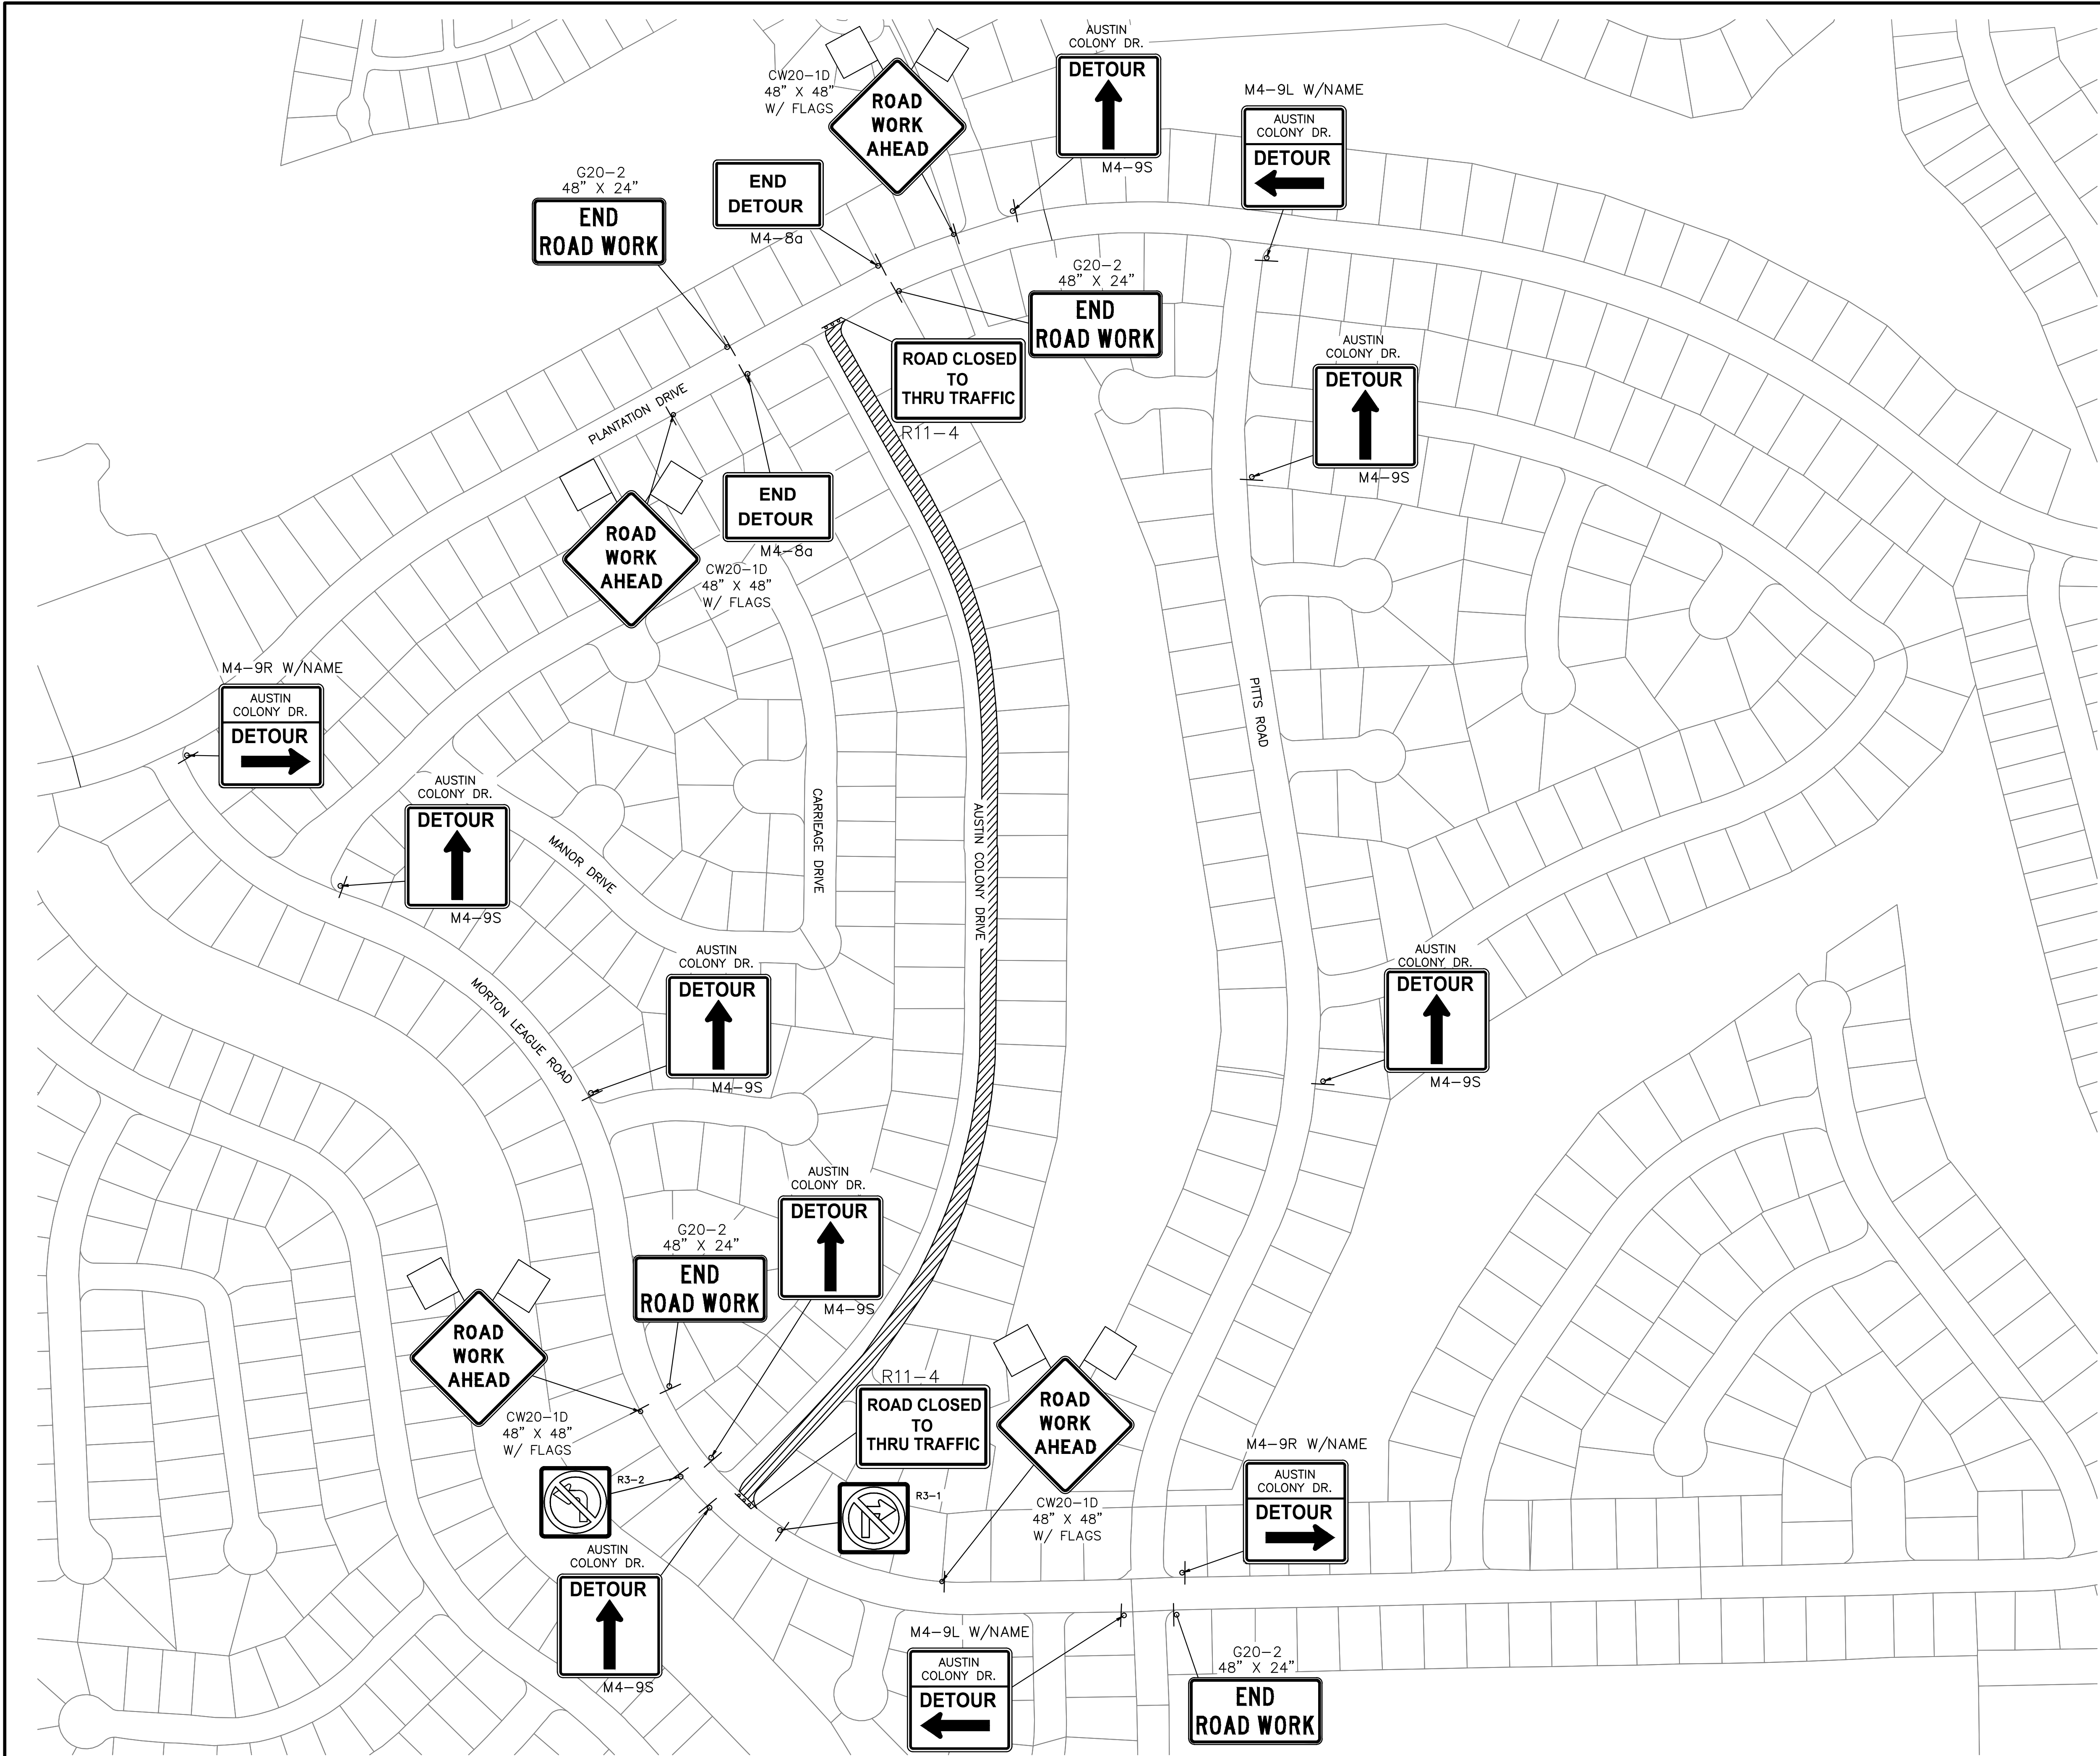 AUSTIN
COLONY DR.
DETOUR
M4-9S
CW20-1D
48" X 48"
W/ FLAGS
ROAD
WORK
AHEAD
M4-9L W/NAME
AUSTIN
COLONY DR.
DETOUR
G20-2
48" X 24"
END
ROAD WORK
END
DETOUR
M4-8a
G20-2
48" X 24"
END
ROAD WORK
ROAD CLOSED
TO
THRU TRAFFIC
R11-4
AUSTIN
COLONY DR.
DETOUR
M4-9S
PLANTATION DRIVE
END
DETOUR
M4-8a
ROAD
WORK
AHEAD
CW20-1D
48" X 48"
W/ FLAGS
M4-9R W/NAME
AUSTIN
COLONY DR.
DETOUR
PITTS ROAD
AUSTIN
COLONY DR.
DETOUR
M4-9S
MANOR DRIVE
CARRIEAGE DRIVE
AUSTIN COLONY DRIVE
AUSTIN
COLONY DR.
DETOUR
M4-9S
MORTON LEAGUE ROAD
AUSTIN
COLONY DR.
DETOUR
M4-9S
AUSTIN
COLONY DR.
DETOUR
M4-9S
G20-2
48" X 24"
END
ROAD WORK
ROAD
WORK
AHEAD
CW20-1D
48" X 48"
W/ FLAGS
R11-4
ROAD CLOSED
TO
THRU TRAFFIC
ROAD
WORK
AHEAD
CW20-1D
48" X 48"
W/ FLAGS
R3-2
R3-1
M4-9R W/NAME
AUSTIN
COLONY DR.
DETOUR
AUSTIN
COLONY DR.
DETOUR
M4-9S
M4-9L W/NAME
AUSTIN
COLONY DR.
DETOUR
G20-2
48" X 24"
END
ROAD WORK